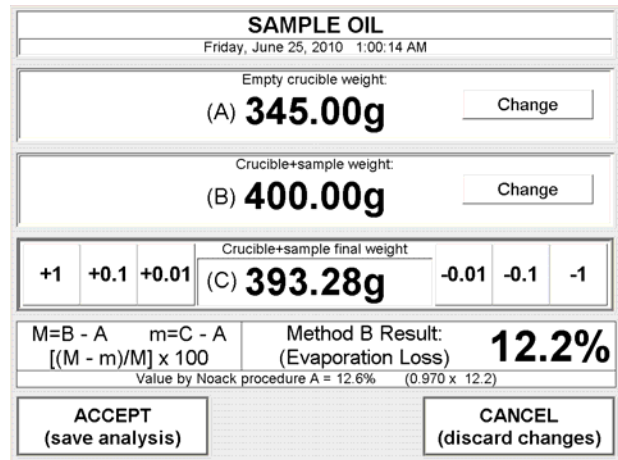 SAMPLE OIL
Friday, June 25, 2010 1:00:14 AM
Empty crucible weight:
(A) 345.00g
Change
Crucible+sample weight:
(B) 400.00g
Change
Crucible+sample final weight
+1 +0.1 +0.01 (C) 393.28g -0.01 -0.1 -1
M=B - A m=C - A
[(M - m)/M] x 100
Method B Result:
(Evaporation Loss)
12.2%
Value by Noack procedure A = 12.6% (0.970 x 12.2)
ACCEPT
(save analysis)
CANCEL
(discard changes)